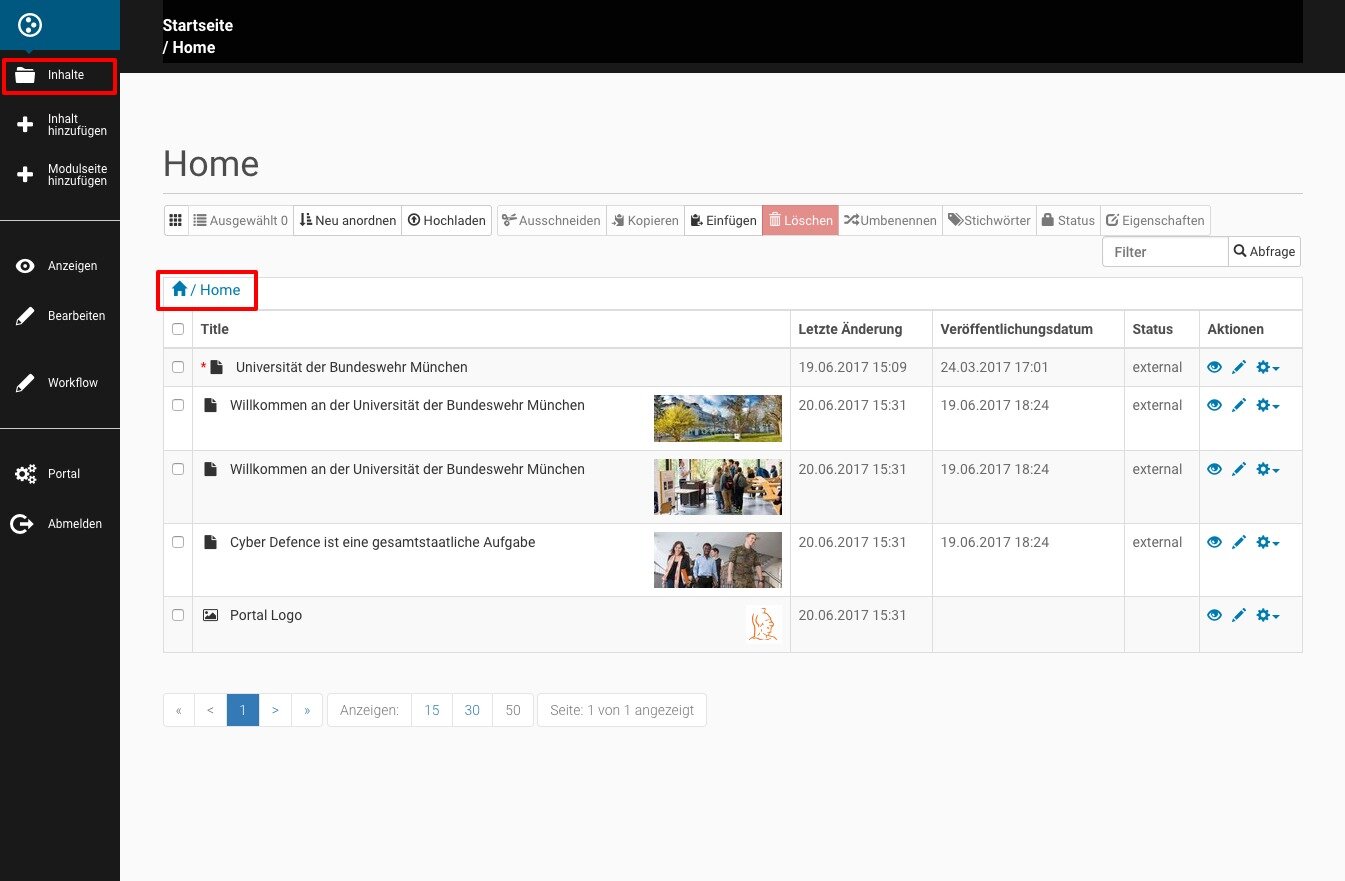 Startseite
/ Home
Inhalte
Inhalt
hinzufügen
Modulseite
hinzufügen
Anzeigen
Bearbeiten
Workflow
Portal
Abmelden
Home
Ausgewählt 0 Neu anordnen Hochladen Ausschneiden Kopieren Einfügen Löschen Umbenennen Stichwörter Status Eigenschaften
Filter Abfrage
/ Home
Title Letzte Änderung Veröffentlichungsdatum Status Aktionen
* Universität der Bundeswehr München 19.06.2017 15:09 24.03.2017 17:01 external
Willkommen an der Universität der Bundeswehr München 20.06.2017 15:31 19.06.2017 18:24 external
Willkommen an der Universität der Bundeswehr München 20.06.2017 15:31 19.06.2017 18:24 external
Cyber Defence ist eine gesamtstaatliche Aufgabe 20.06.2017 15:31 19.06.2017 18:24 external
Portal Logo 20.06.2017 15:31
« < 1 > » Anzeigen: 15 30 50 Seite: 1 von 1 angezeigt